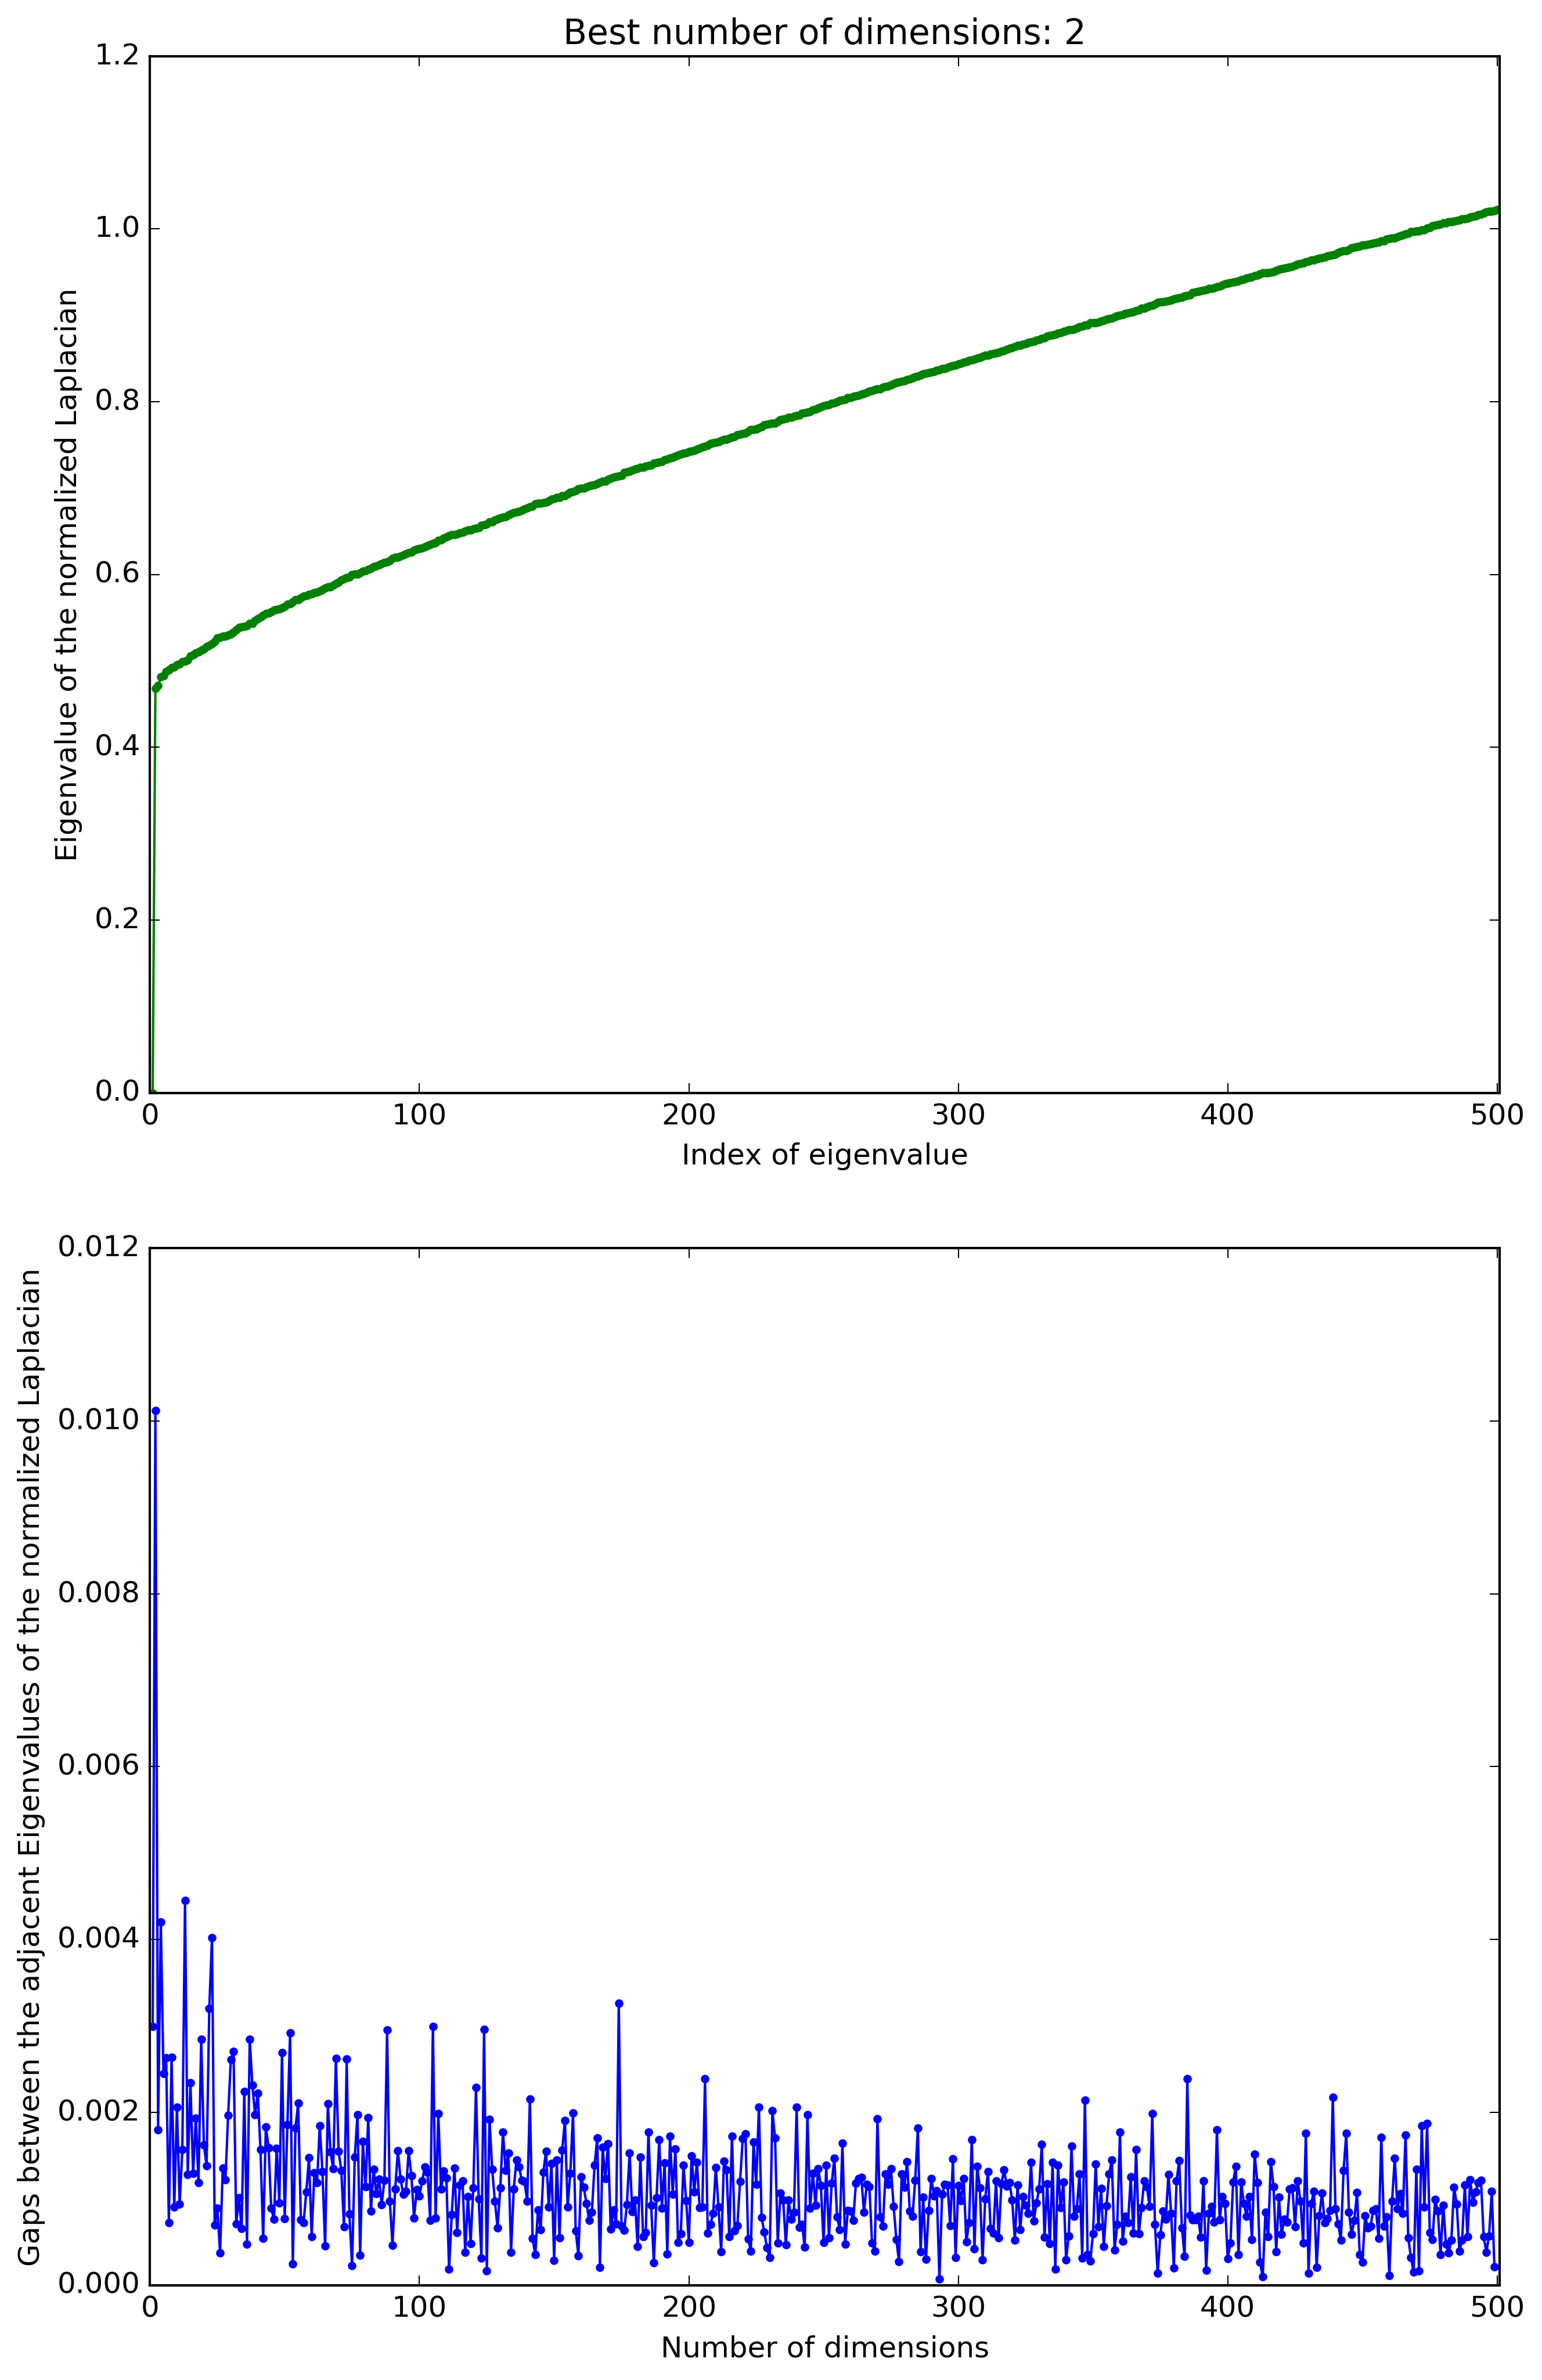 Best number of dimensions: 2
1.2
1.0
0.8
0.6
0.4
0.2
0.0
Eigenvalue of the normalized Laplacian
0 100 200 300 400 500
Index of eigenvalue
0.012
0.010
0.008
0.006
0.004
0.002
0.000
Gaps between the adjacent Eigenvalues of the normalized Laplacian
0 100 200 300 400 500
Number of dimensions